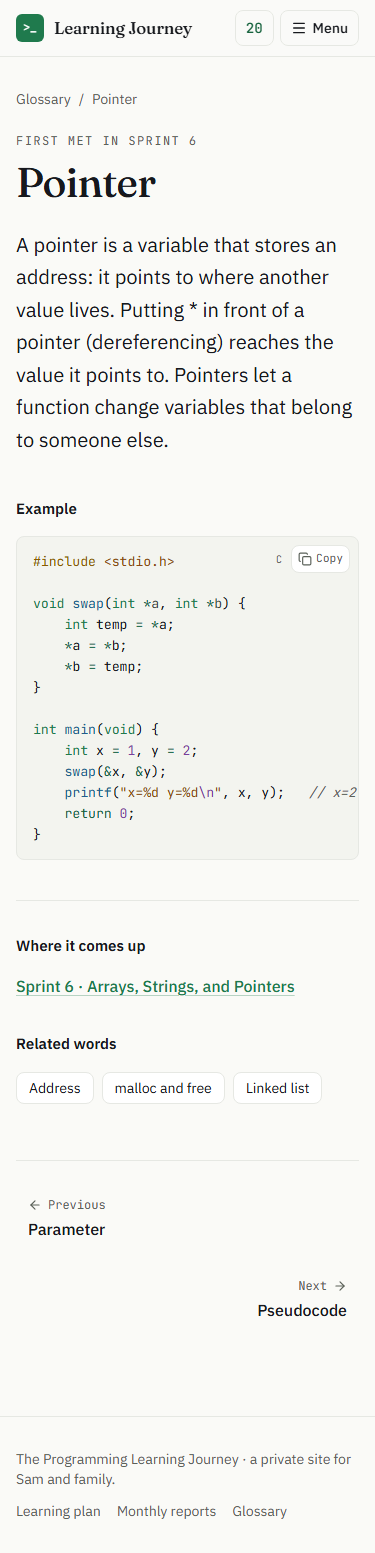 >_ Learning Journey 20 Menu
Glossary / Pointer
FIRST MET IN SPRINT 6
Pointer
A pointer is a variable that stores an
address: it points to where another
value lives. Putting * in front of a
pointer (dereferencing) reaches the
value it points to. Pointers let a
function change variables that belong
to someone else.
Example
C Copy
#include <stdio.h>
void swap(int *a, int *b) {
    int temp = *a;
    *a = *b;
    *b = temp;
}
int main(void) {
    int x = 1, y = 2;
    swap(&x, &y);
    printf("x=%d y=%d\n", x, y);   // x=2
    return 0;
}
Where it comes up
Sprint 6 · Arrays, Strings, and Pointers
Related words
Address malloc and free Linked list
← Previous
Parameter
Next →
Pseudocode
The Programming Learning Journey · a private site for
Sam and family.
Learning plan Monthly reports Glossary